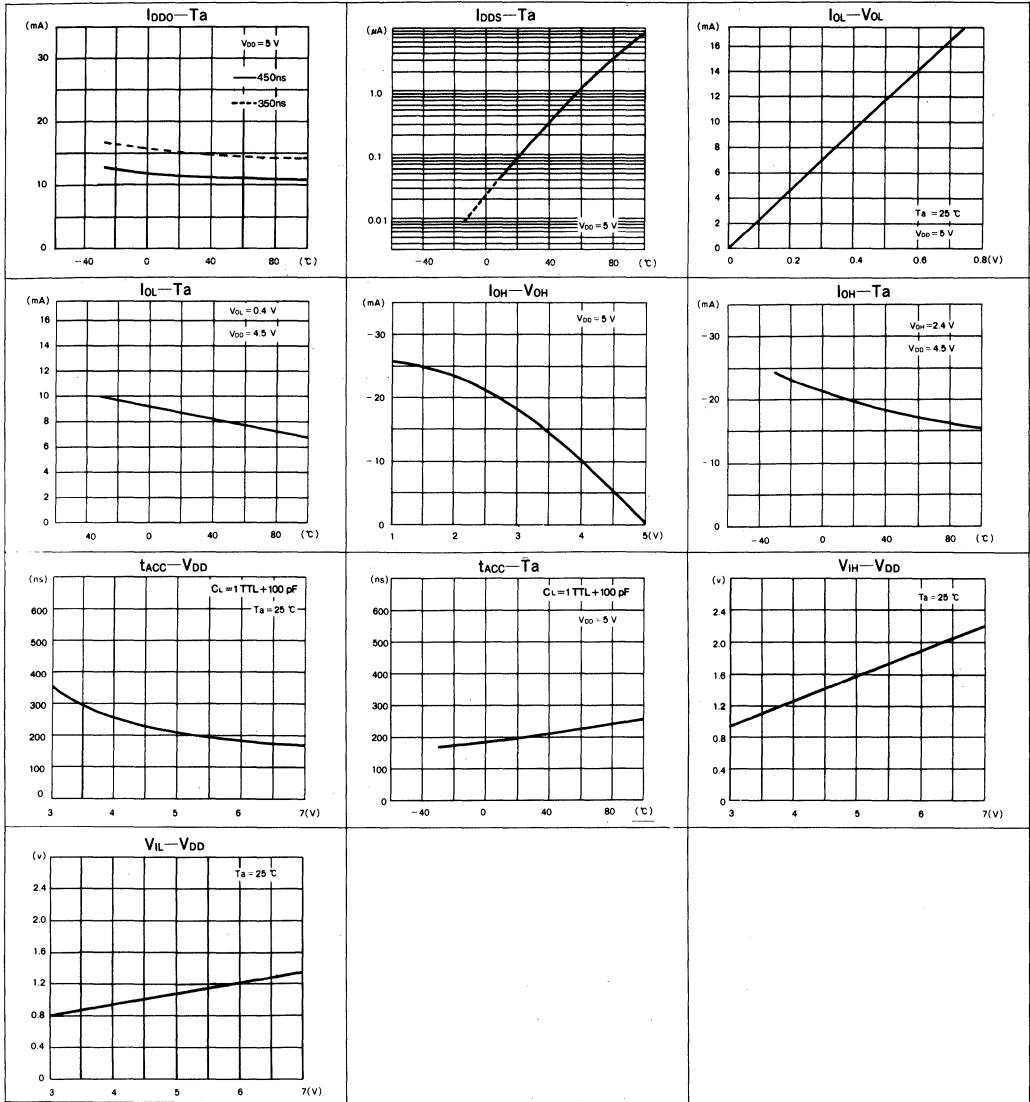 IDDO—Ta
(mA)
VDD=5 V
450ns
350ns
30
20
10
0
−40 0 40 80 (℃)
IDDS—Ta
(μA)
1.0
0.1
0.01
VDD=5 V
−40 0 40 80 (℃)
IOL—VOL
(mA)
16
14
12
10
8
6
4
2
0
Ta =25 ℃
VDD=5 V
0 0.2 0.4 0.6 0.8(V)
IOL—Ta
(mA)
VOL=0.4 V
VDD=4.5 V
16
14
12
10
8
6
4
2
0
40 0 40 80 (℃)
IOH—VOH
(mA)
VDD=5 V
−30
−20
−10
0
1 2 3 4 5(V)
IOH—Ta
(mA)
VOH=2.4 V
VDD=4.5 V
−30
−20
−10
0
−40 0 40 80 (℃)
tACC—VDD
(ns)
CL=1TTL+100 pF
Ta=25 ℃
600
500
400
300
200
100
0
3 4 5 6 7(V)
tACC—Ta
(ns)
CL=1TTL+100 pF
VDD=5 V
600
500
400
300
200
100
0
−40 0 40 80 (℃)
VIH—VDD
(v)
Ta=25 ℃
2.4
2.0
1.6
1.2
0.8
0.4
0
3 4 5 6 7(V)
VIL—VDD
(v)
Ta=25 ℃
2.4
2.0
1.6
1.2
0.8
0.4
0
3 4 5 6 7(V)